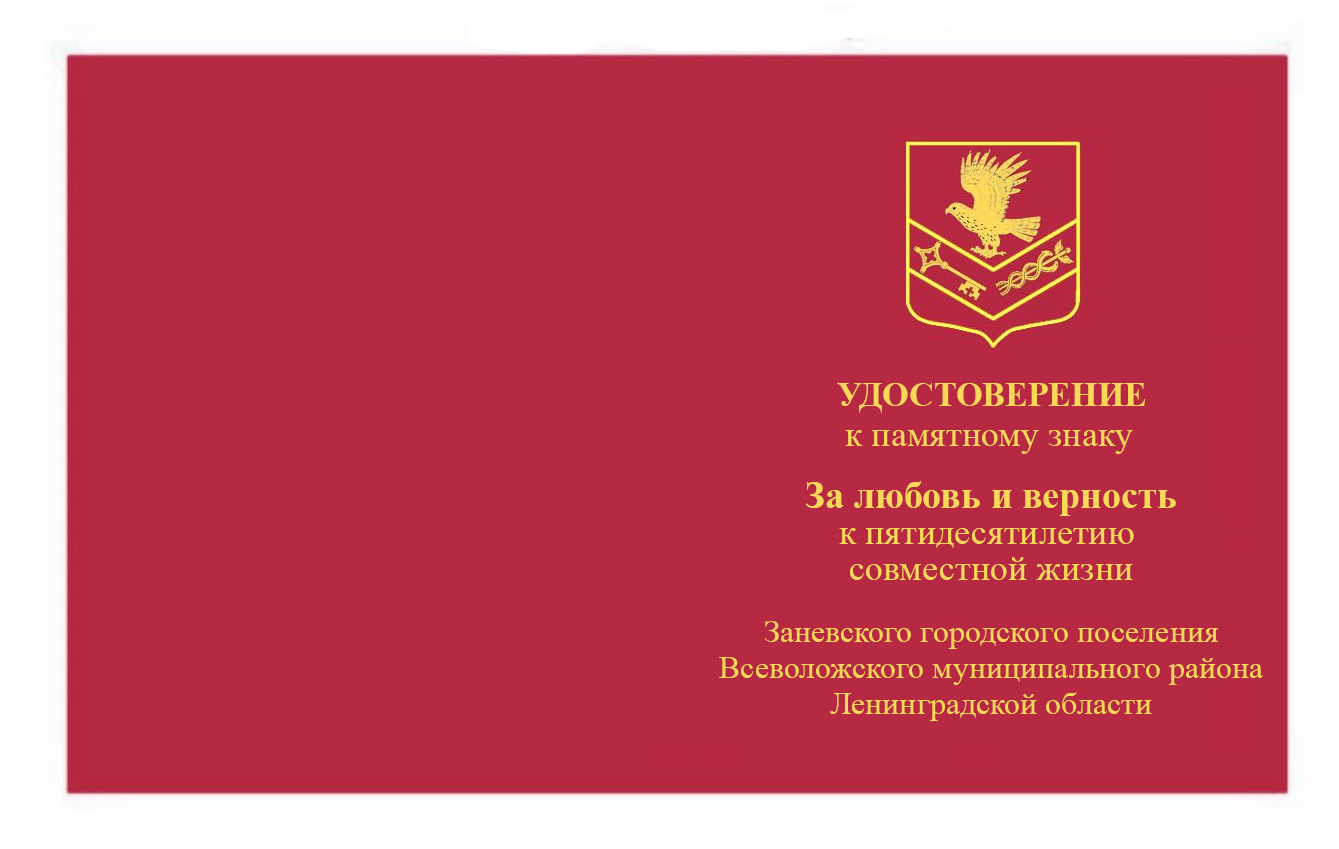 УДОСТОВЕРЕНИЕ
к памятному знаку
За любовь и верность
к пятидесятилетию
совместной жизни
Заневского городского поселения
Всеволожского муниципального района
Ленинградской области